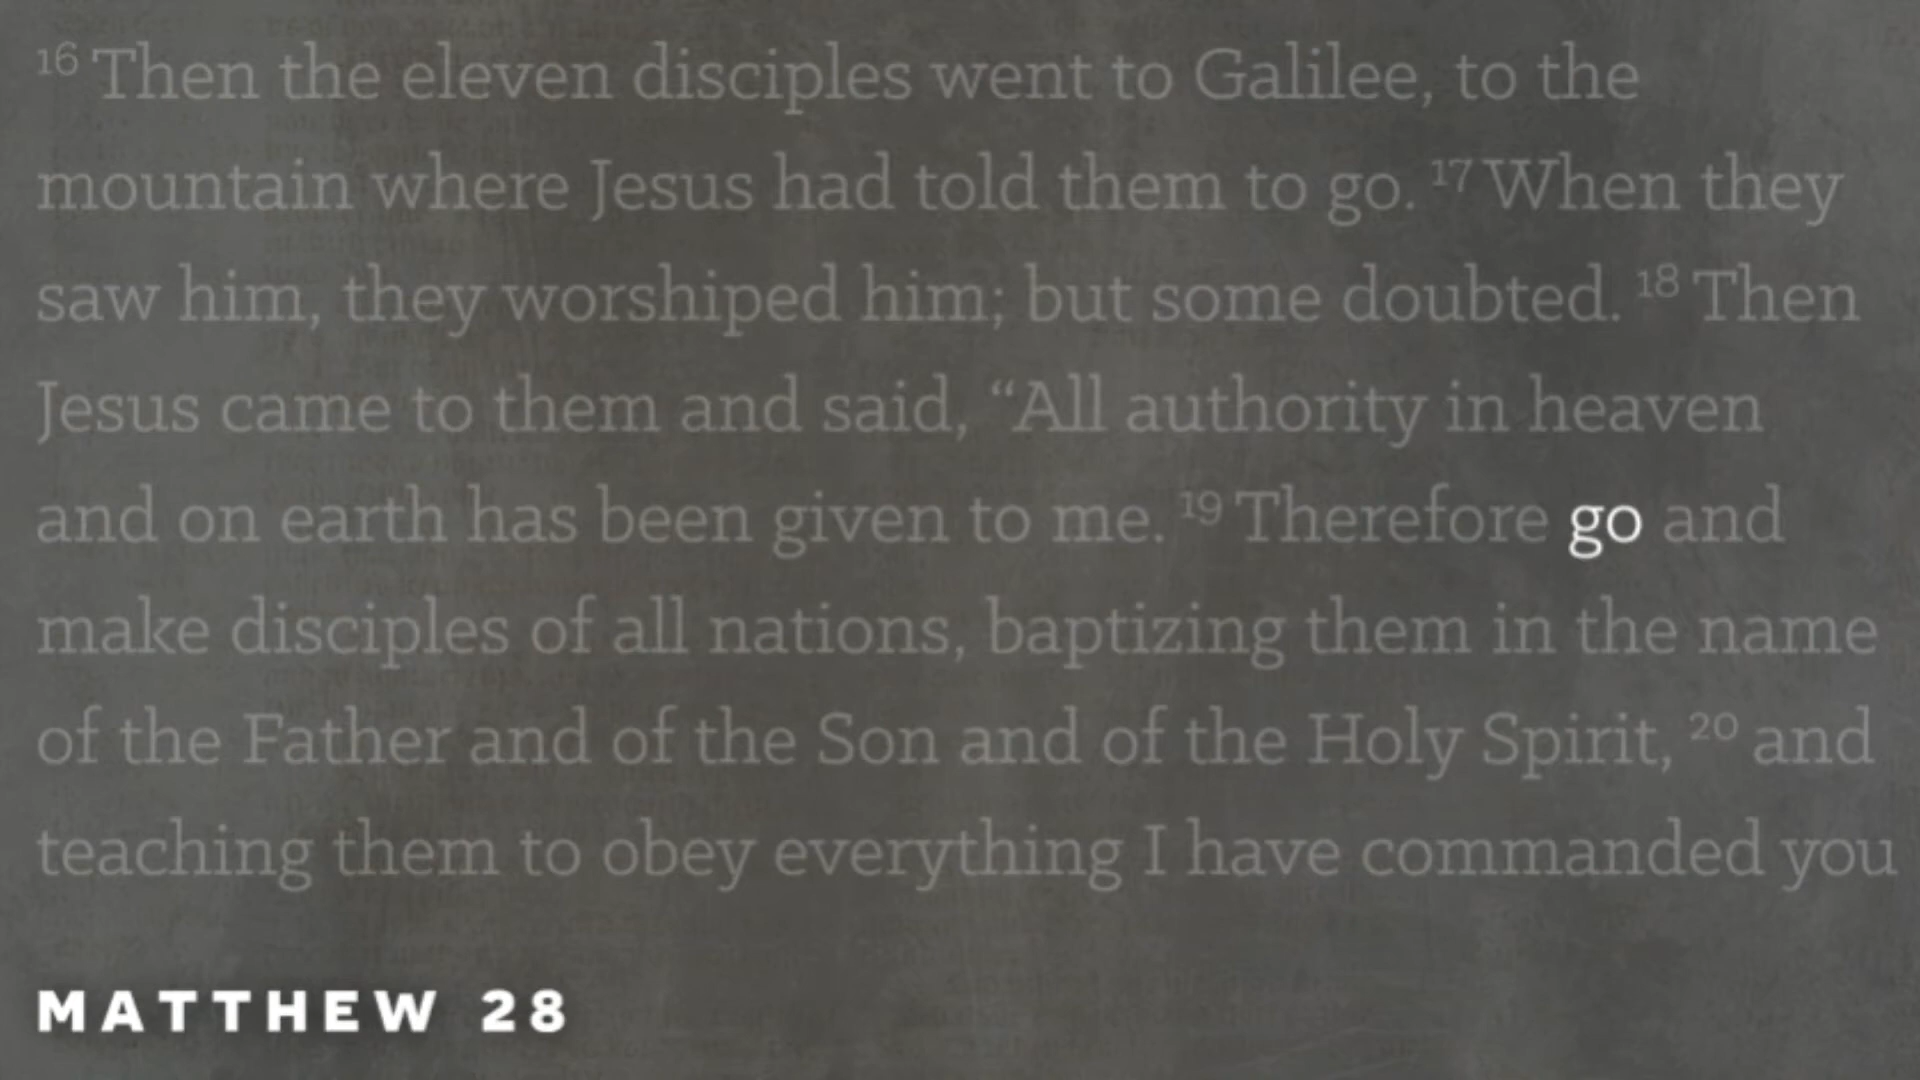 16 Then the eleven disciples went to Galilee, to the
mountain where Jesus had told them to go. 17 When they
saw him, they worshiped him; but some doubted. 18 Then
Jesus came to them and said, “All authority in heaven
and on earth has been given to me. 19 Therefore go and
make disciples of all nations, baptizing them in the name
of the Father and of the Son and of the Holy Spirit, 20 and
teaching them to obey everything I have commanded you
MATTHEW 28